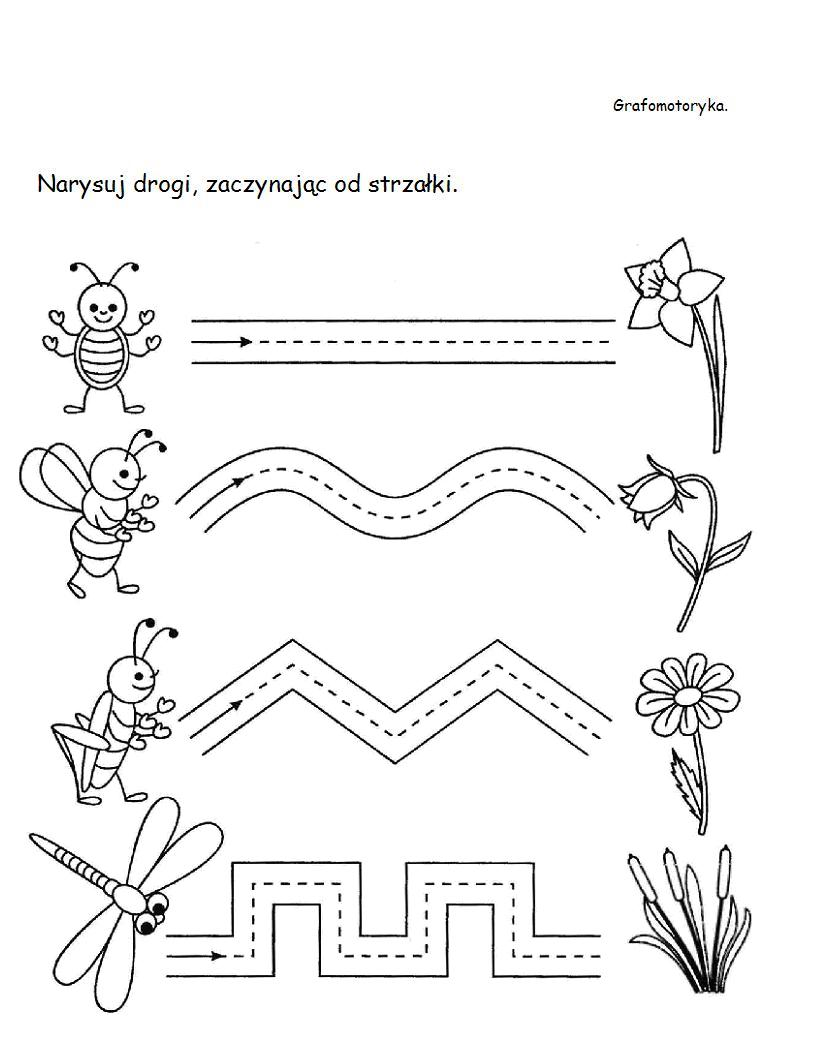 Grafomotoryka.
Narysuj drogi, zaczynając od strzałki.